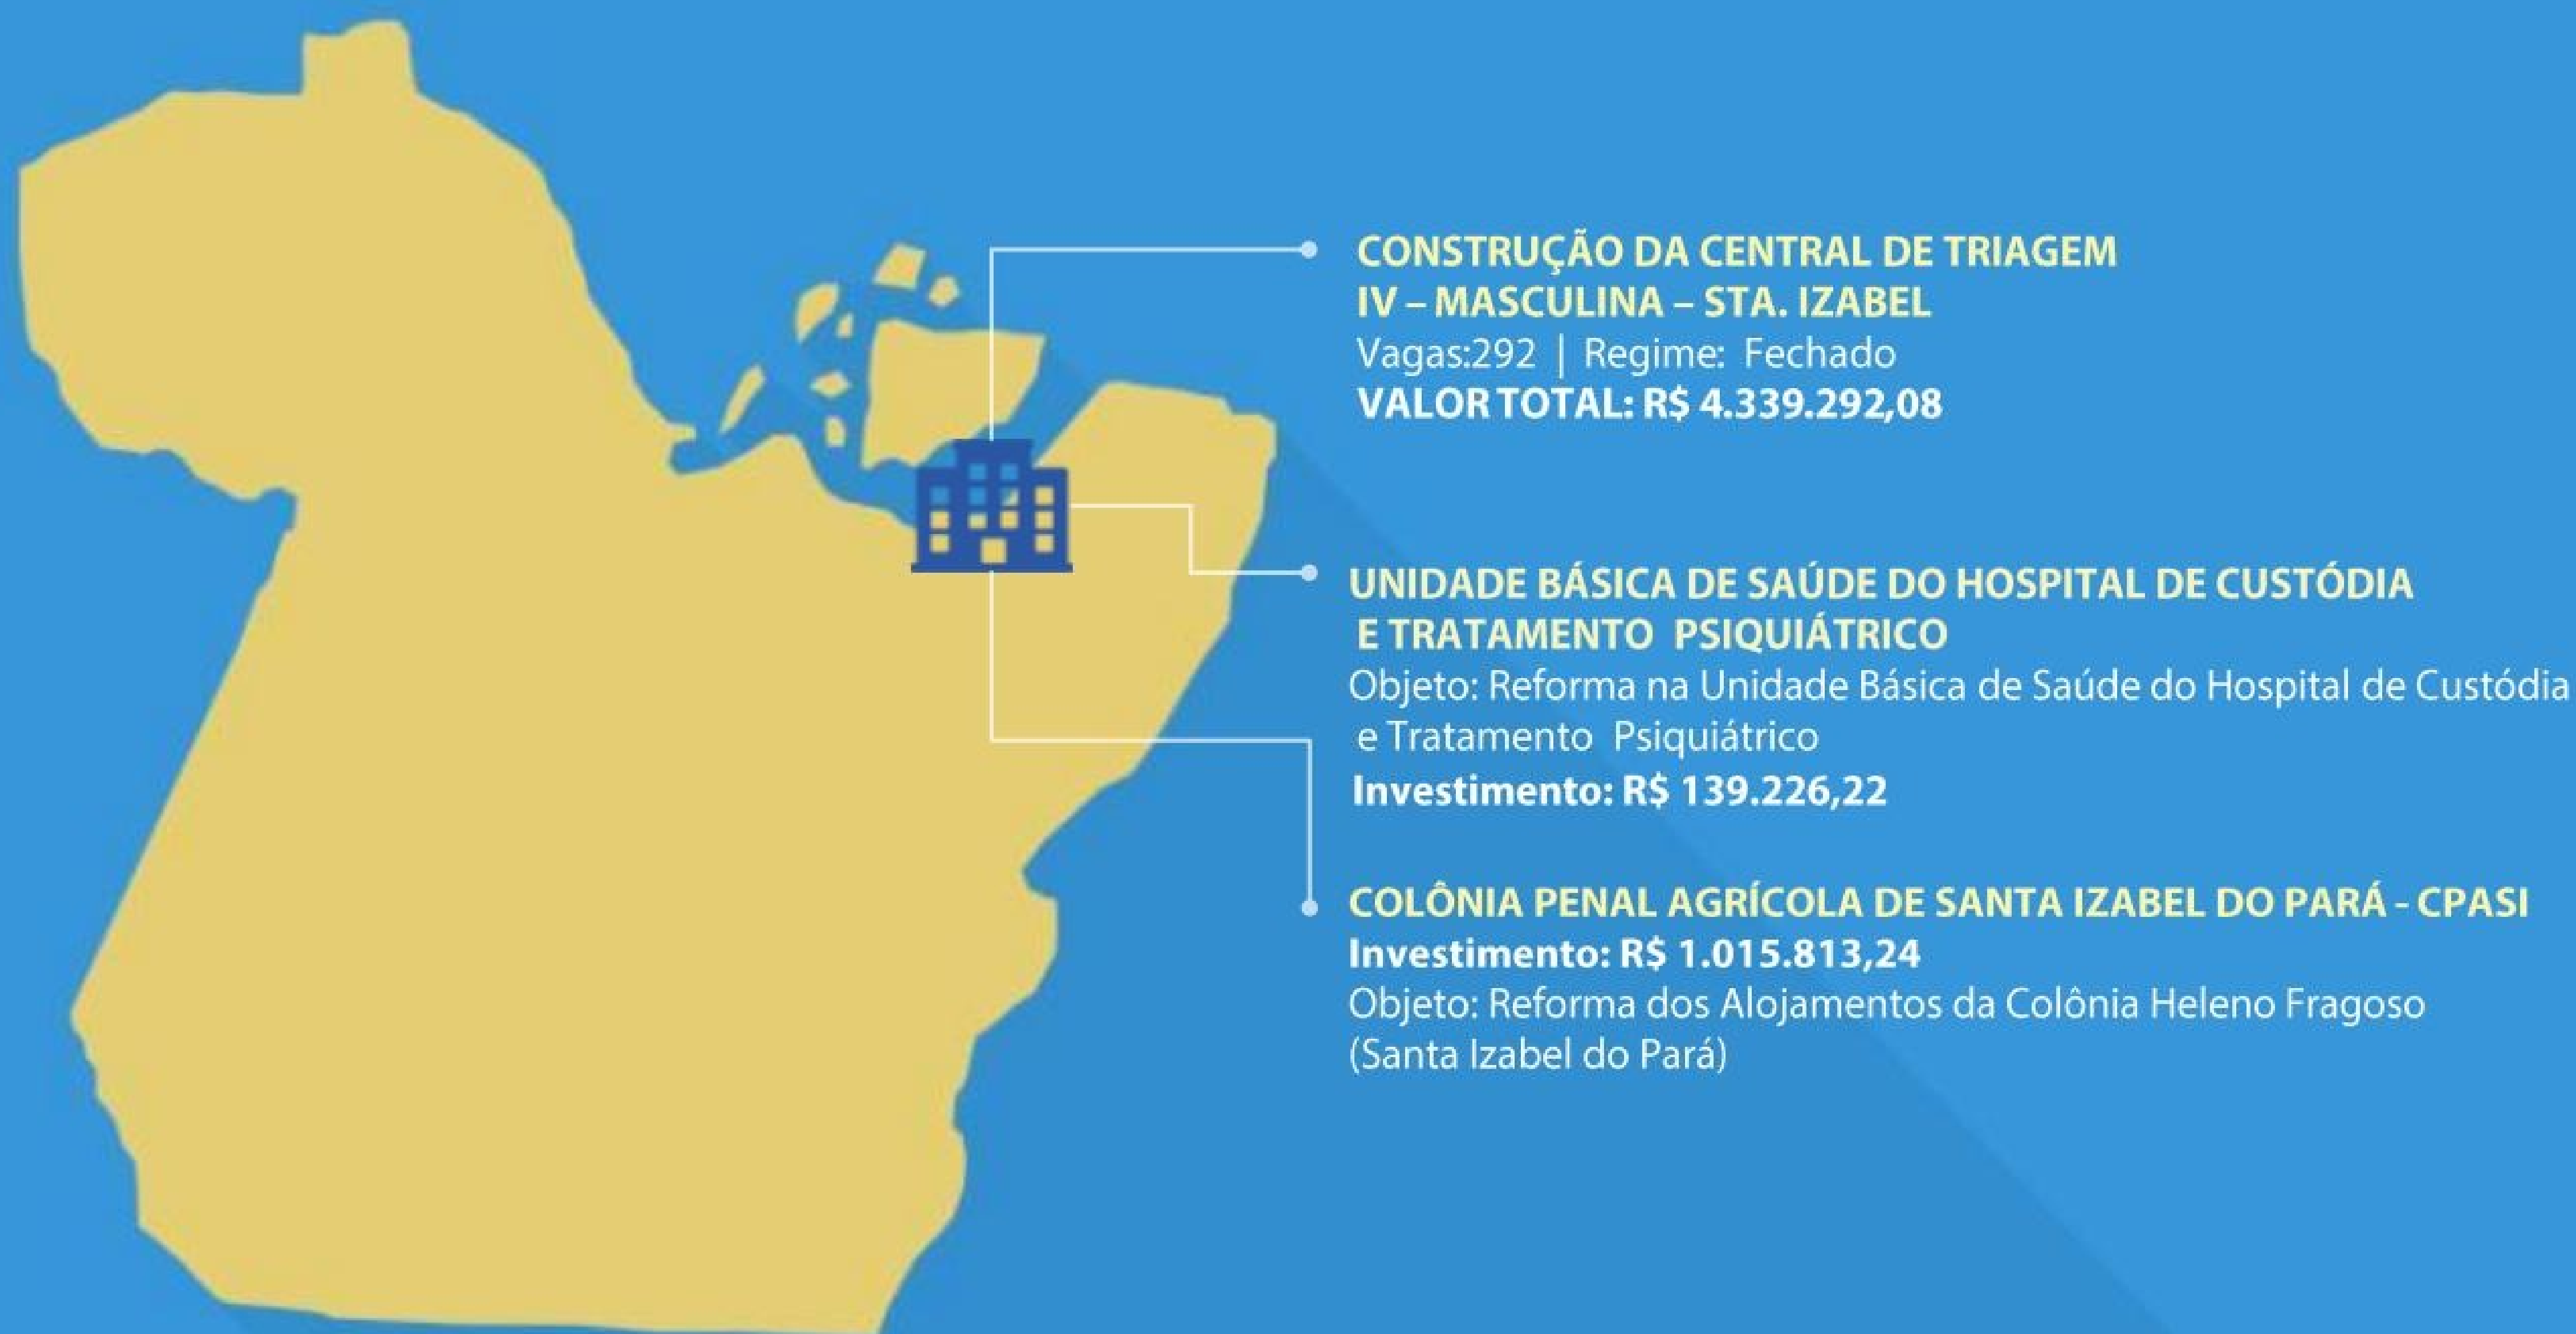 CONSTRUÇÃO DA CENTRAL DE TRIAGEM
IV – MASCULINA – STA. IZABEL
Vagas:292 | Regime: Fechado
VALOR TOTAL: R$ 4.339.292,08
UNIDADE BÁSICA DE SAÚDE DO HOSPITAL DE CUSTÓDIA
E TRATAMENTO PSIQUIÁTRICO
Objeto: Reforma na Unidade Básica de Saúde do Hospital de Custódia
e Tratamento Psiquiátrico
Investimento: R$ 139.226,22
COLÔNIA PENAL AGRÍCOLA DE SANTA IZABEL DO PARÁ - CPASI
Investimento: R$ 1.015.813,24
Objeto: Reforma dos Alojamentos da Colônia Heleno Fragoso
(Santa Izabel do Pará)